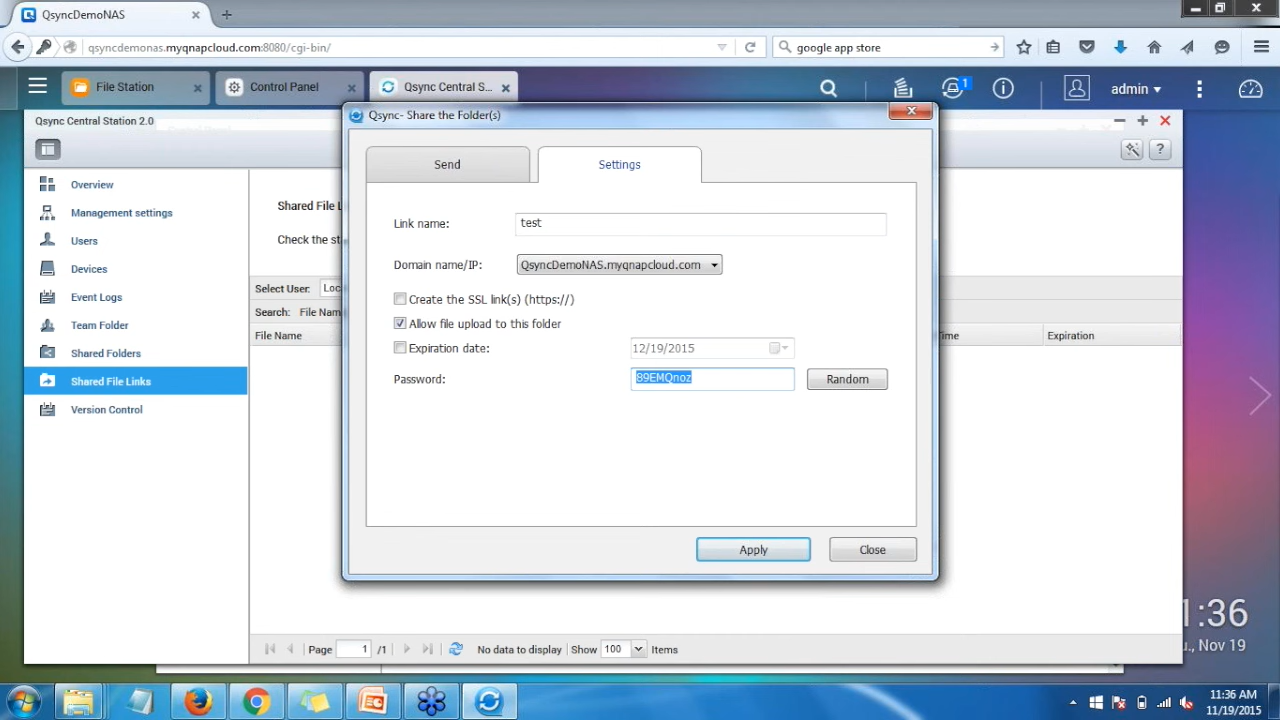 QsyncDemoNAS
qsyncdemonas.myqnapcloud.com:8080/cgi-bin/
google app store
File Station
Control Panel
Qsync Central S...
1
admin
Qsync Central Station 2.0
Qsync- Share the Folder(s)
Send
Settings
Overview
Management settings
Users
Devices
Event Logs
Team Folder
Shared Folders
Shared File Links
Version Control
Shared File L
Check the st
Select User: Loc
Search: File Nam
File Name
ime
Expiration
Link name: test
Domain name/IP: QsyncDemoNAS.myqnapcloud.com
Create the SSL link(s) (https://)
Allow file upload to this folder
Expiration date: 12/19/2015
Password: 89EMQnoz Random
Apply Close
Page 1 /1 No data to display Show 100 Items
1:36
u., Nov 19
11:36 AM
11/19/2015